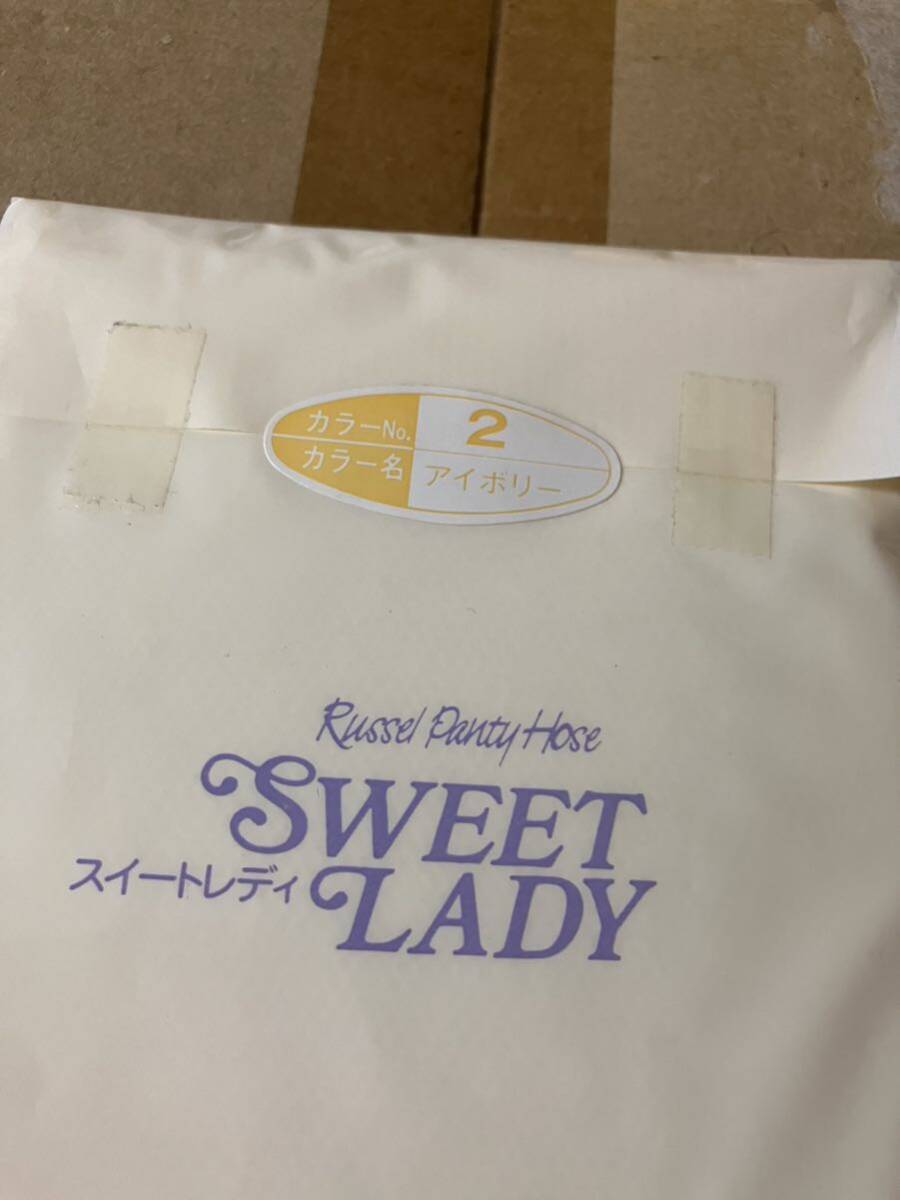 カラーNo. 2
カラー名 アイボリー
Russel Panty Hose
SWEET
スイートレディ LADY